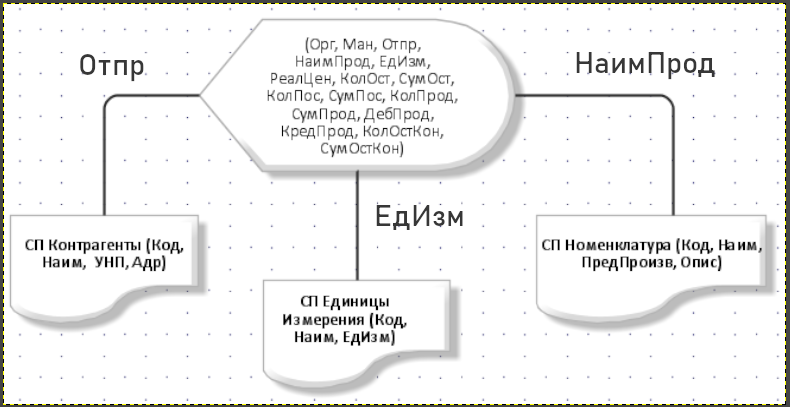 Отпр
(Орг, Ман, Отпр,
НаимПрод, ЕдИзм,
РеалЦен, КолОст, СумОст,
КолПос, СумПос, КолПрод,
СумПрод, ДебПрод,
КредПрод, КолОстКон,
СумОстКон)
НаимПрод
ЕдИзм
СП Контрагенты (Код,
Наим, УНП, Адр)
СП Единицы
Измерения (Код,
Наим, ЕдИзм)
СП Номенклатура (Код, Наим,
ПредПроизв, Опис)